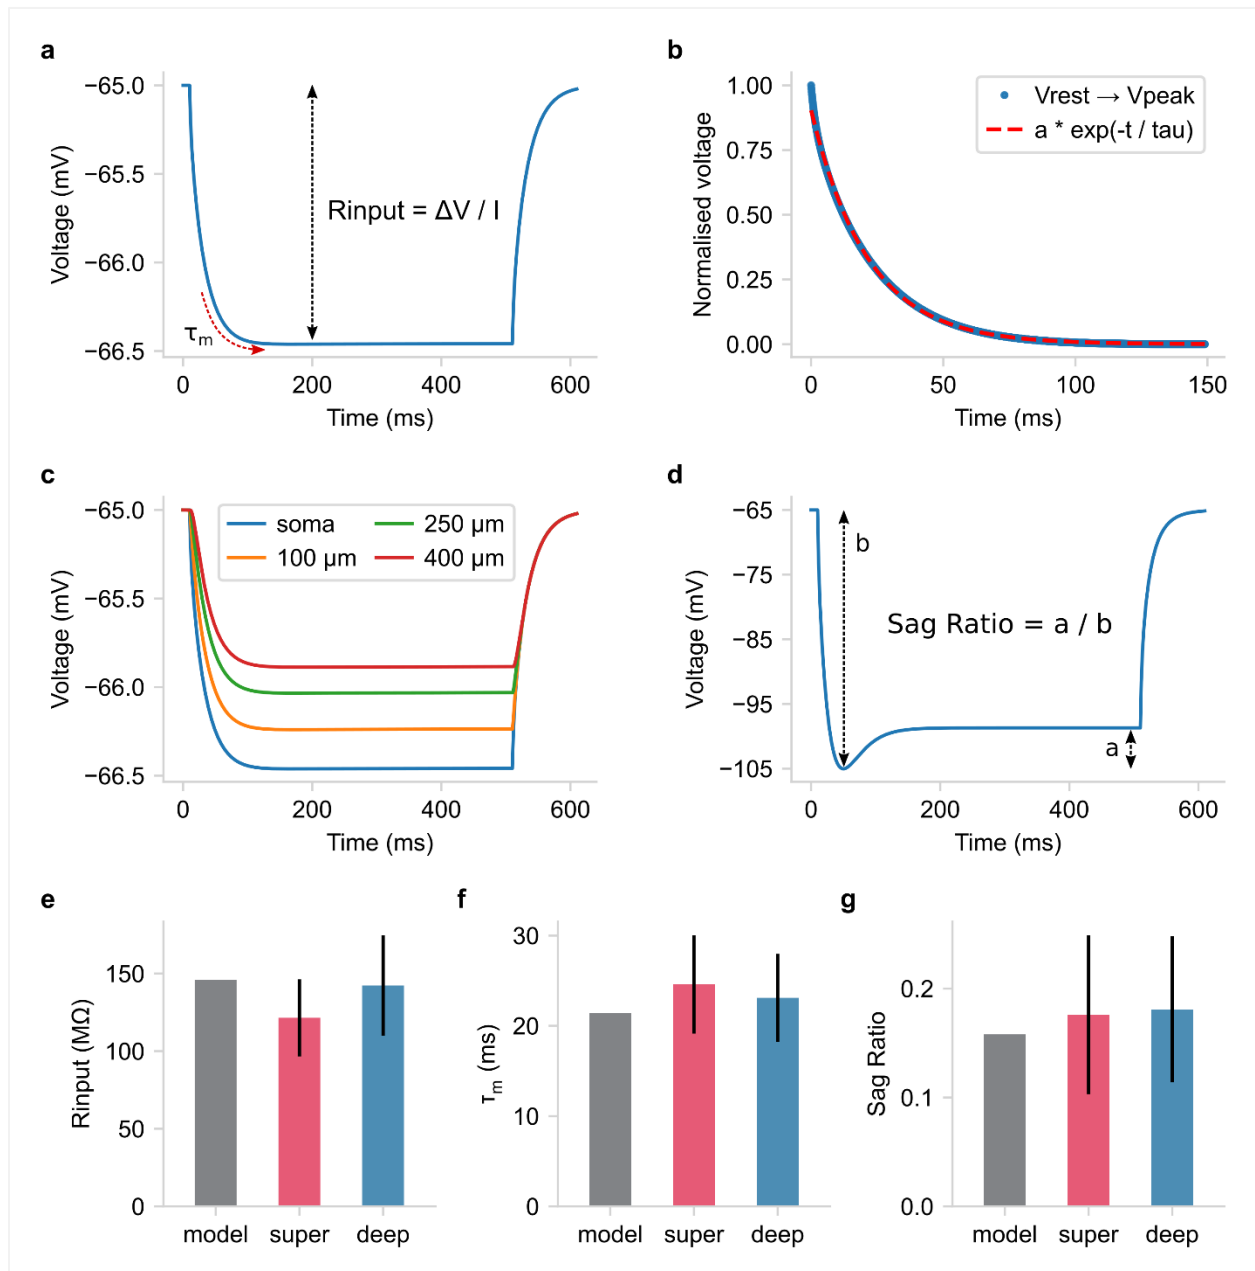 a
−65.0
−65.5
−66.0
−66.5
Voltage (mV)
Rinput = ΔV / I
τm
0
200
400
600
Time (ms)
b
1.00
0.75
0.50
0.25
0.00
Normalised voltage
Vrest → Vpeak
a * exp(-t / tau)
0
50
100
150
Time (ms)
c
−65.0
−65.5
−66.0
−66.5
Voltage (mV)
soma
100 μm
250 μm
400 μm
0
200
400
600
Time (ms)
d
−65
−75
−85
−95
−105
Voltage (mV)
b
Sag Ratio = a / b
a
0
200
400
600
Time (ms)
e
150
100
50
0
Rinput (MΩ)
model
super
deep
f
30
20
10
0
τm (ms)
model
super
deep
g
0.2
0.1
0.0
Sag Ratio
model
super
deep